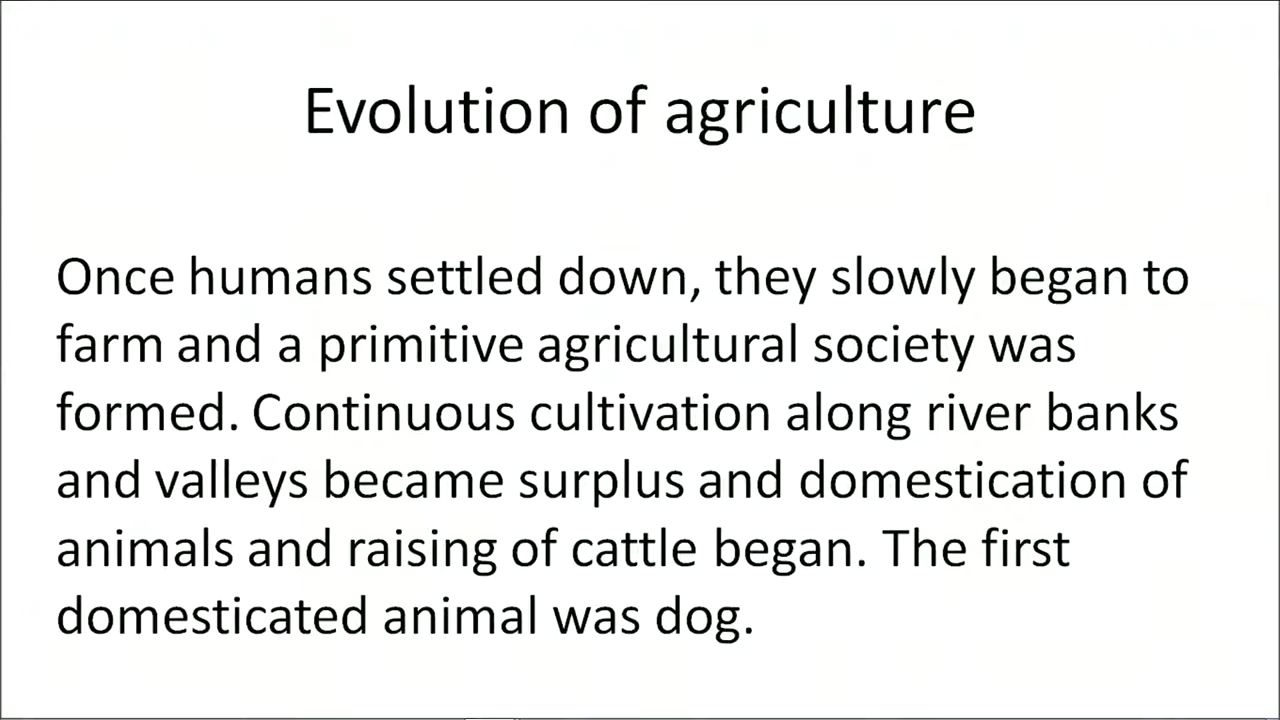 Evolution of agriculture
Once humans settled down, they slowly began to
farm and a primitive agricultural society was
formed. Continuous cultivation along river banks
and valleys became surplus and domestication of
animals and raising of cattle began. The first
domesticated animal was dog.